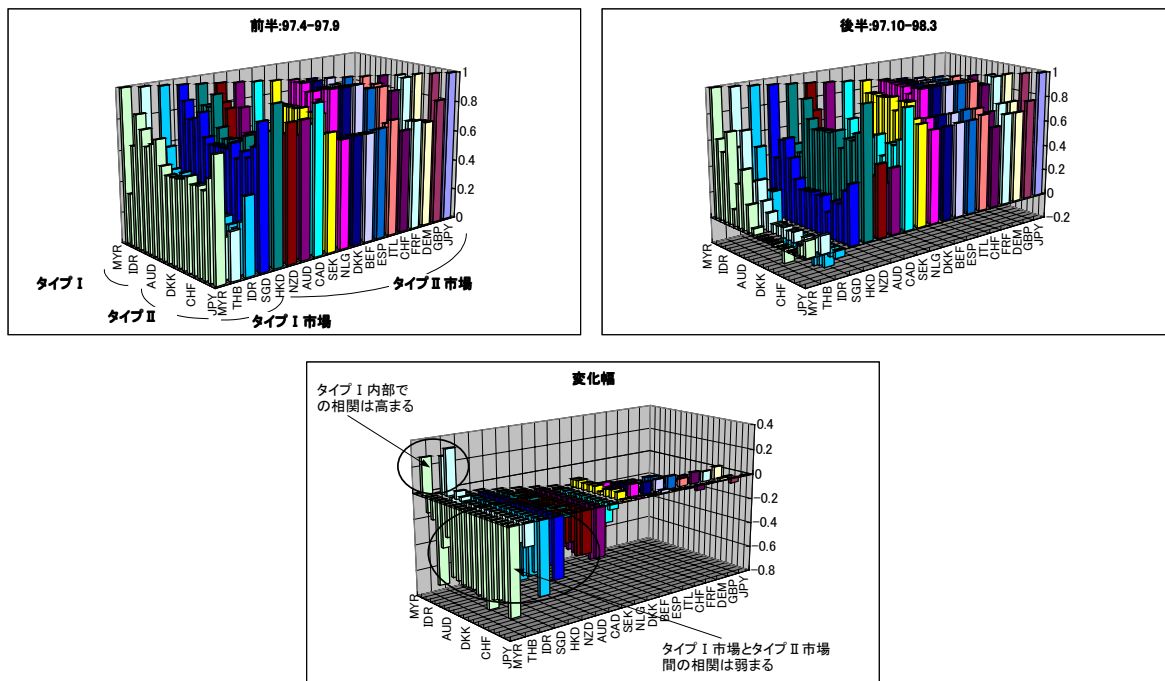 前半:97.4-97.9
1
0.8
0.6
0.4
0.2
0
MYR
IDR
AUD
DKK
CHF
JPY
MYR
THB
IDR
SGD
HKD
NZD
AUD
CAD
SEK
NLG
DKK
BEF
ESP
ITL
CHF
FRF
DEM
GBP
JPY
タイプⅠ
タイプⅡ
タイプⅠ市場
タイプⅡ市場
後半:97.10-98.3
1
0.8
0.6
0.4
0.2
0
-0.2
MYR
IDR
AUD
DKK
CHF
JPY
MYR
THB
IDR
SGD
HKD
NZD
AUD
CAD
SEK
NLG
DKK
BEF
ESP
ITL
CHF
FRF
DEM
GBP
JPY
変化幅
タイプⅠ内部で
の相関は高まる
0.4
0.2
0
-0.2
-0.4
-0.6
-0.8
MYR
IDR
AUD
DKK
CHF
JPY
MYR
THB
IDR
SGD
HKD
NZD
AUD
CAD
SEK
NLG
DKK
BEF
ESP
ITL
CHF
FRF
DEM
GBP
JPY
タイプⅠ市場とタイプⅡ市場
間の相関は弱まる